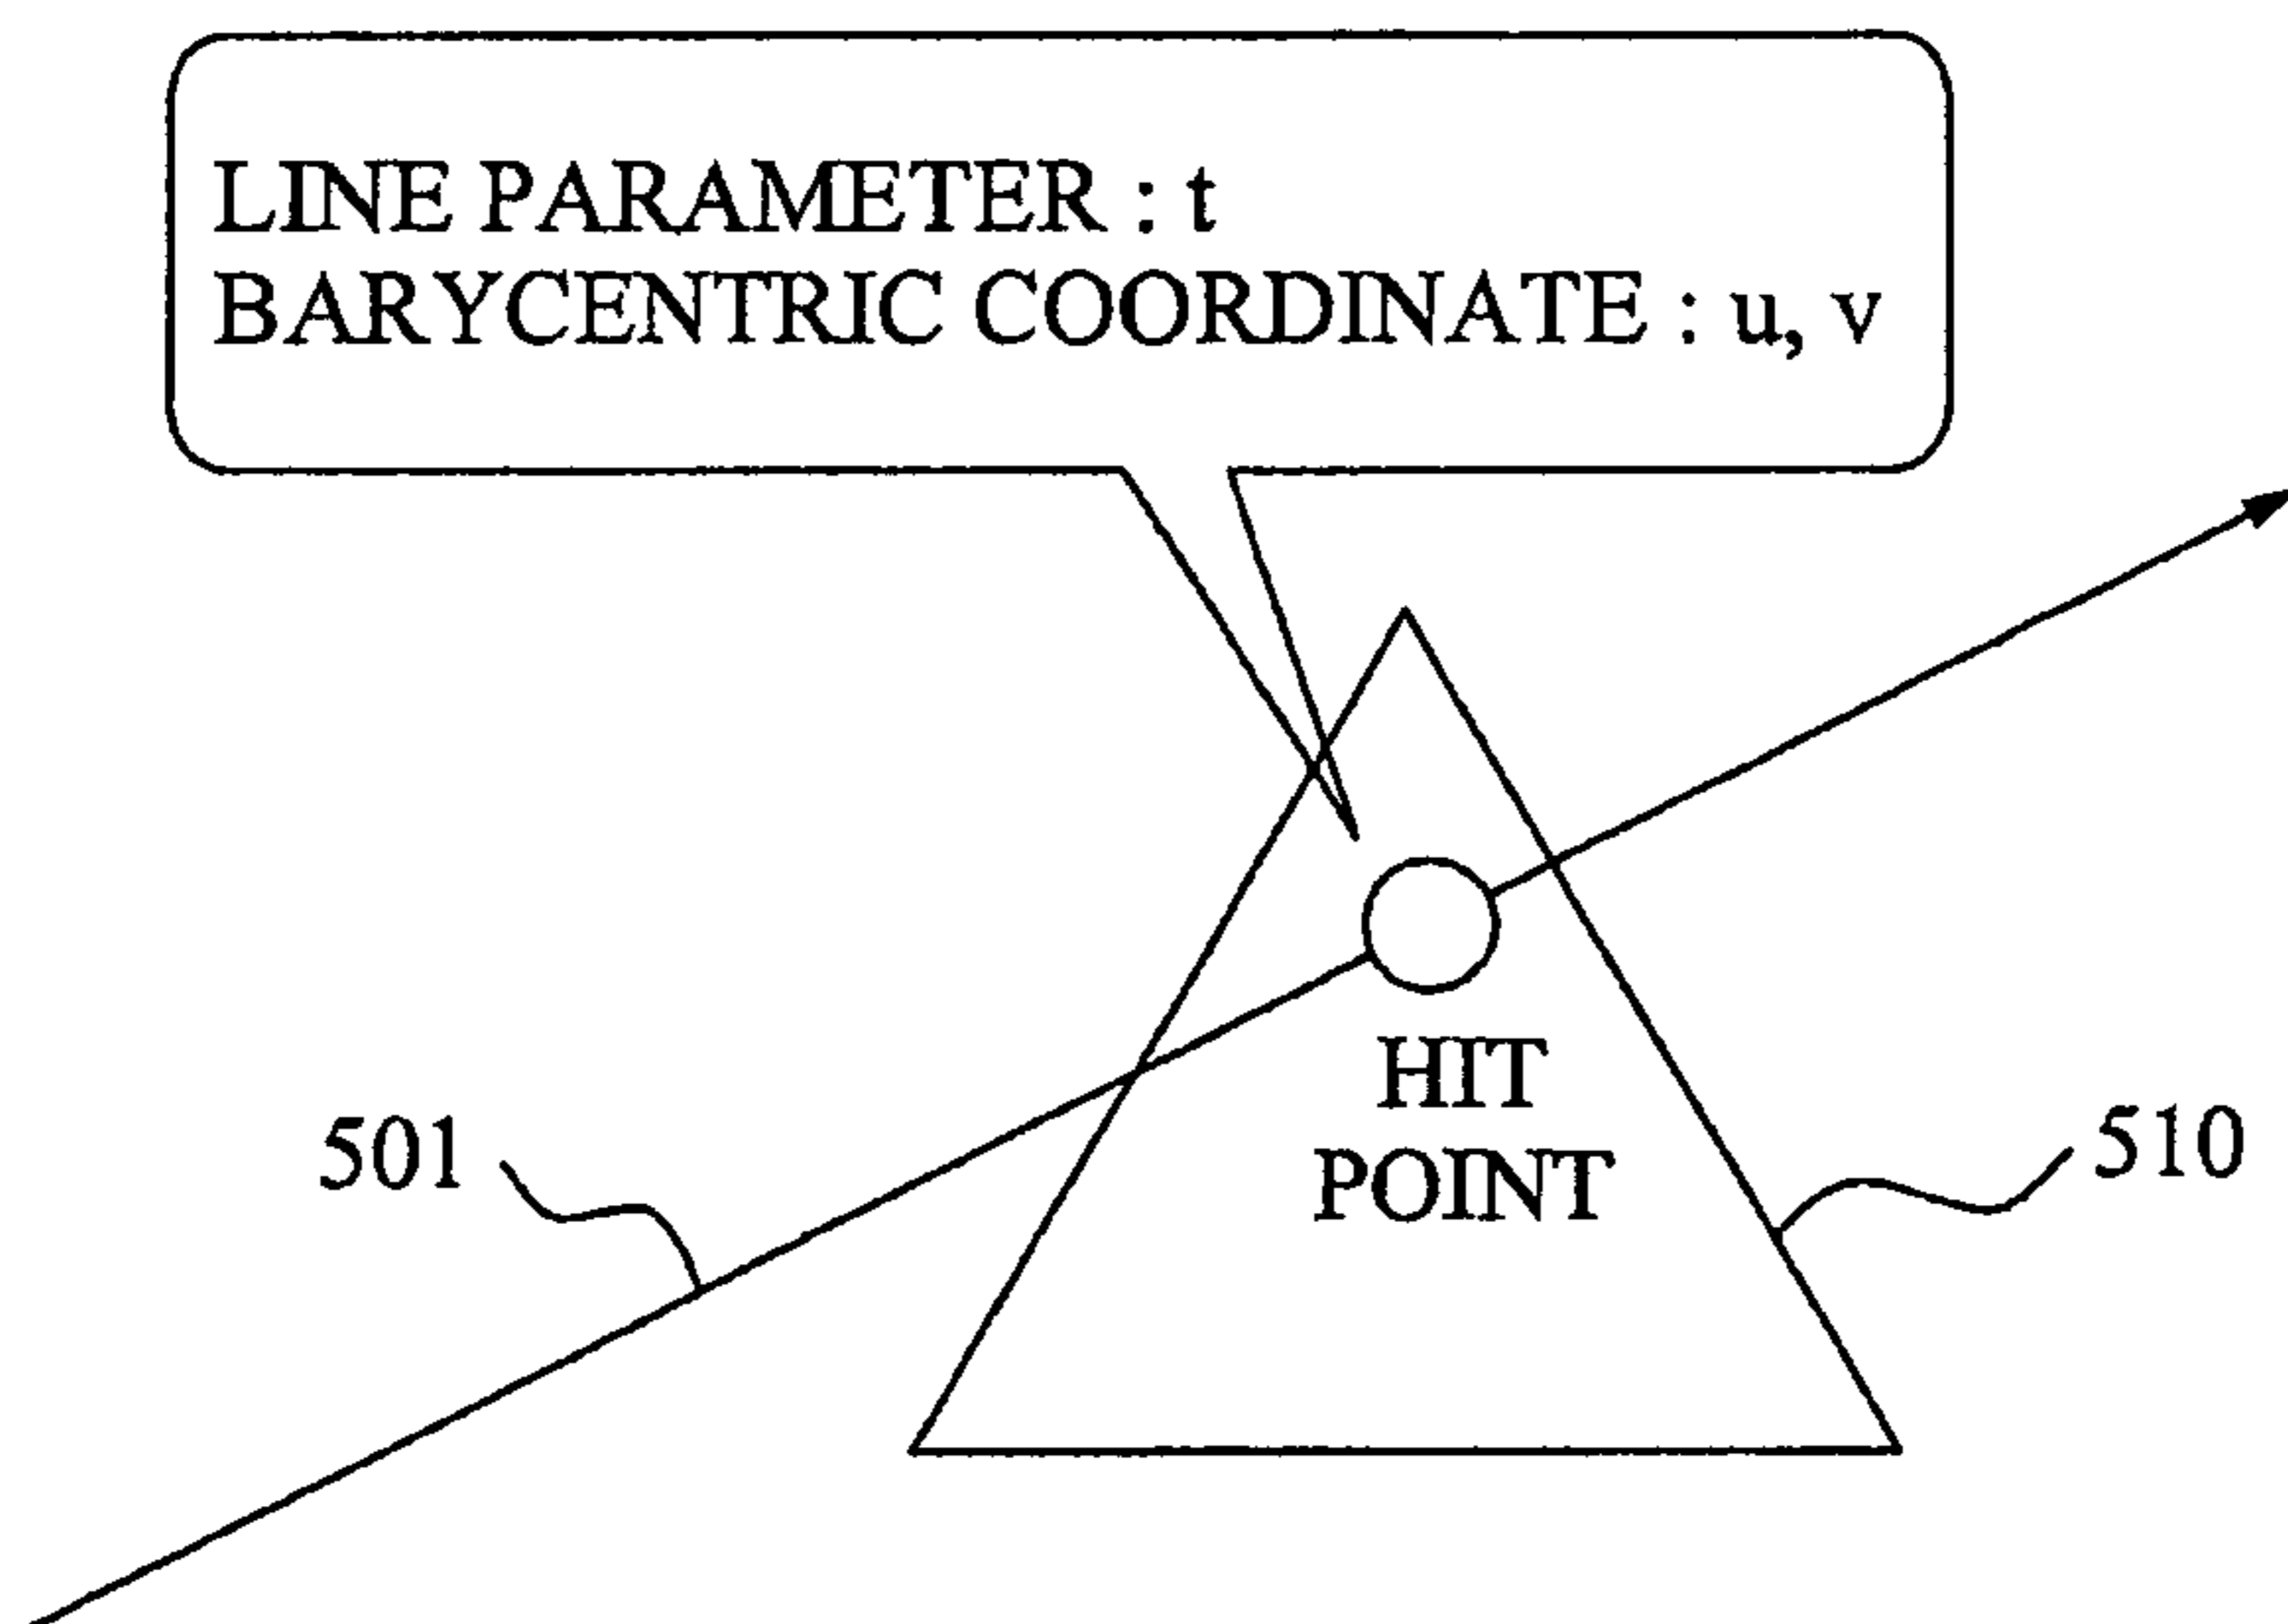 LINE PARAMETER : t
BARYCENTRIC COORDINATE : u, v
HIT
POINT
501
510